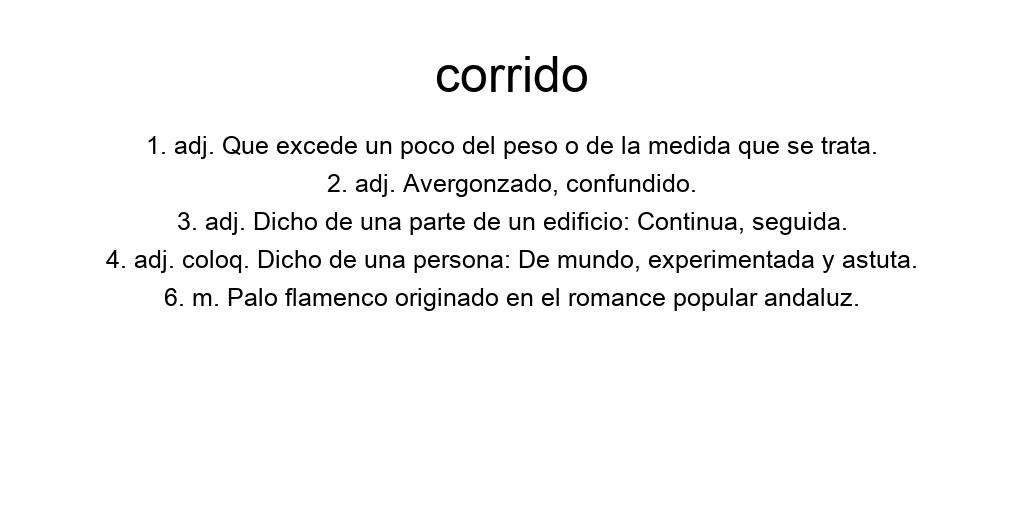 corrido
1. adj. Que excede un poco del peso o de la medida que se trata.
2. adj. Avergonzado, confundido.
3. adj. Dicho de una parte de un edificio: Continua, seguida.
4. adj. coloq. Dicho de una persona: De mundo, experimentada y astuta.
6. m. Palo flamenco originado en el romance popular andaluz.